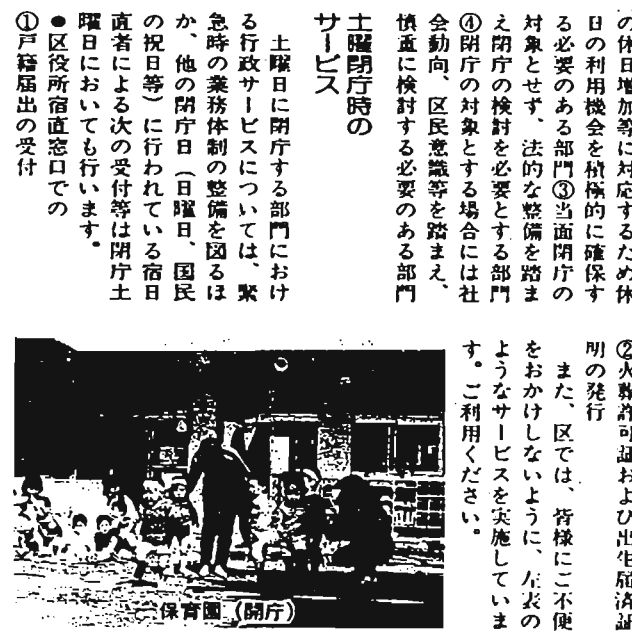 の休日増加等に対応するため休
日の利用機会を積極的に確保す
る必要のある部門③当面閉庁の
対象とせず、法的な整備を踏ま
え閉庁の検討を必要とする部門
④閉庁の対象とする場合には社
会動向、区民意識等を踏まえ、
慎重に検討する必要のある部門
土曜閉庁時の
サービス
土曜日に閉庁する部門におけ
る行政サービスについては、緊
急時の業務体制の整備を図るほ
か、他の閉庁日（日曜日、国民
の祝日等）に行われている宿日
直者による次の受付等は閉庁土
曜日においても行います。
●区役所宿直窓口での
①戸籍届出の受付
②火葬許可証および出生届済証
明の発行
また、区では、皆様にご不便
をおかけしないように、左表の
ようなサービスを実施していま
す。ご利用ください。
保育園（開庁）